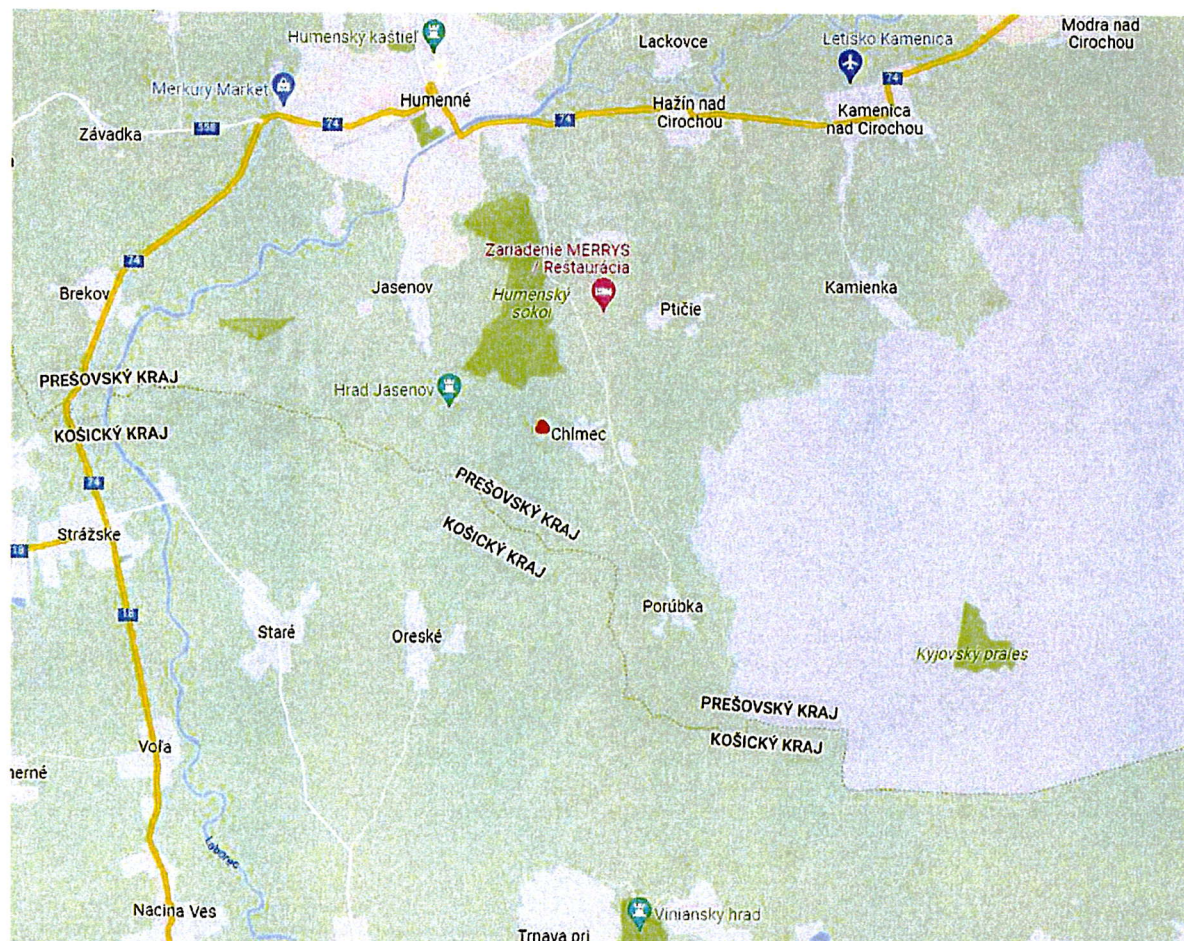 Modra nad
Cirochou
Humenský kaštieľ
Lackovce
Letisko Kamenica
74
Merkury Market
Humenné
Hažín nad
Cirochou
Kamenica
nad Cirochou
74
74
74
558
Závadka
Zariadenie MERRYS
/ Reštaurácia
74
Brekov
Jasenov
Humenský
sokol
Ptičie
Kamienka
PREŠOVSKÝ KRAJ
Hrad Jasenov
KOŠICKÝ KRAJ
Chlmec
74
PREŠOVSKÝ KRAJ
KOŠICKÝ KRAJ
Strážske
18
18
Porúbka
Staré
Oreské
Kyjovský prales
PREŠOVSKÝ KRAJ
KOŠICKÝ KRAJ
Voľa
nerné
Laborec
Nacina Ves
Viniansky hrad
Trnava pri